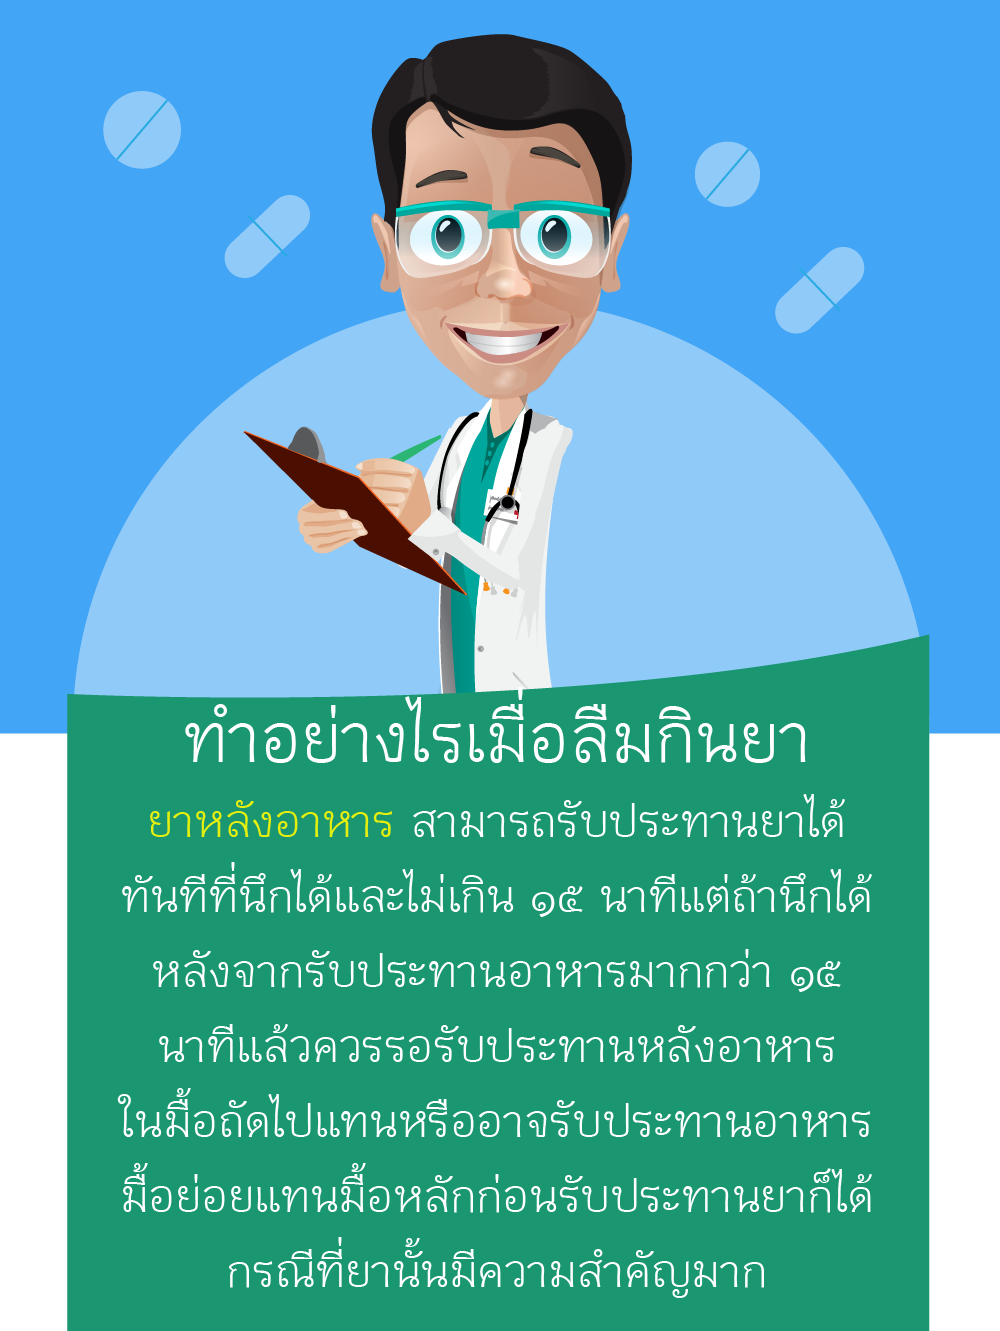 ทำอย่างไรเมื่อลืมกินยา
ยาหลังอาหาร สามารถรับประทานยาได้
ทันทีที่นึกได้และไม่เกิน ๑๕ นาทีแต่ถ้านึกได้
หลังจากรับประทานอาหารมากกว่า ๑๕
นาทีแล้วควรรอรับประทานหลังอาหาร
ในมื้อถัดไปแทนหรืออาจรับประทานอาหาร
มื้อย่อยแทนมื้อหลักก่อนรับประทานยาก็ได้
กรณีที่ยานั้นมีความสำคัญมาก